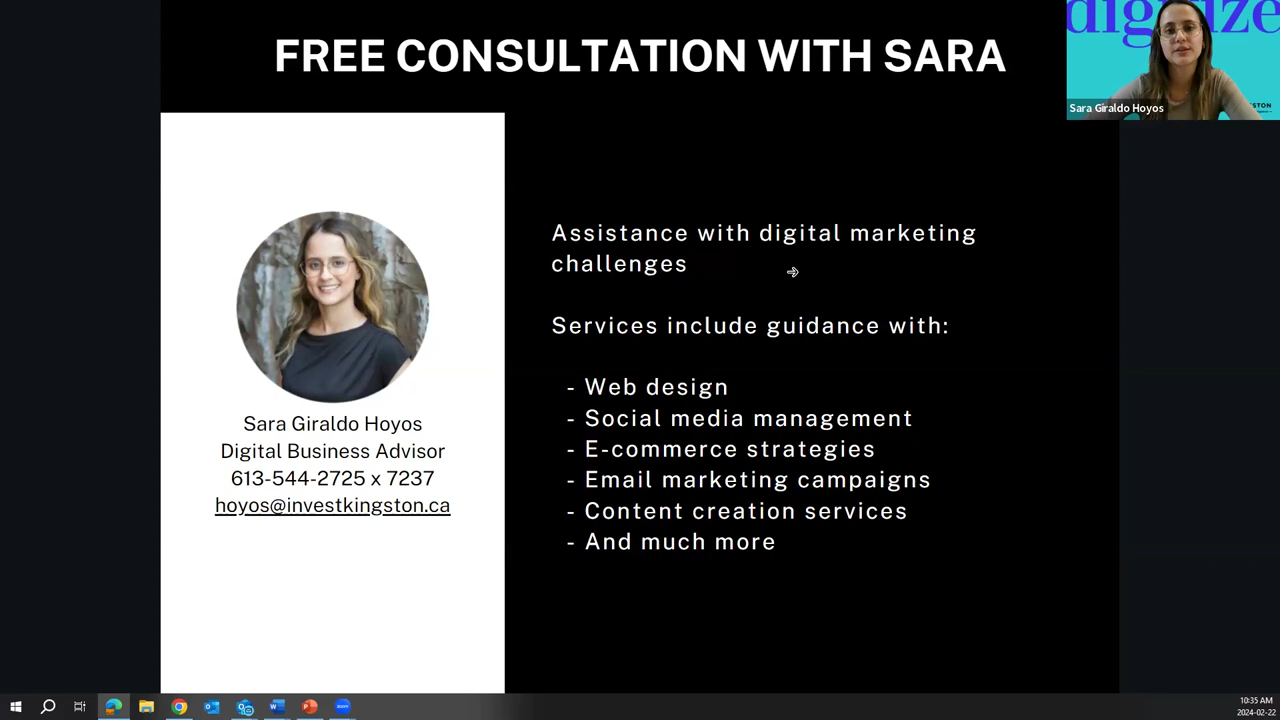 FREE CONSULTATION WITH SARA
digitize
Sara Giraldo Hoyos
Assistance with digital marketing
challenges
Services include guidance with:
- Web design
- Social media management
- E-commerce strategies
- Email marketing campaigns
- Content creation services
- And much more
Sara Giraldo Hoyos
Digital Business Advisor
613-544-2725 x 7237
hoyos@investkingston.ca
10:35 AM
2024-02-22